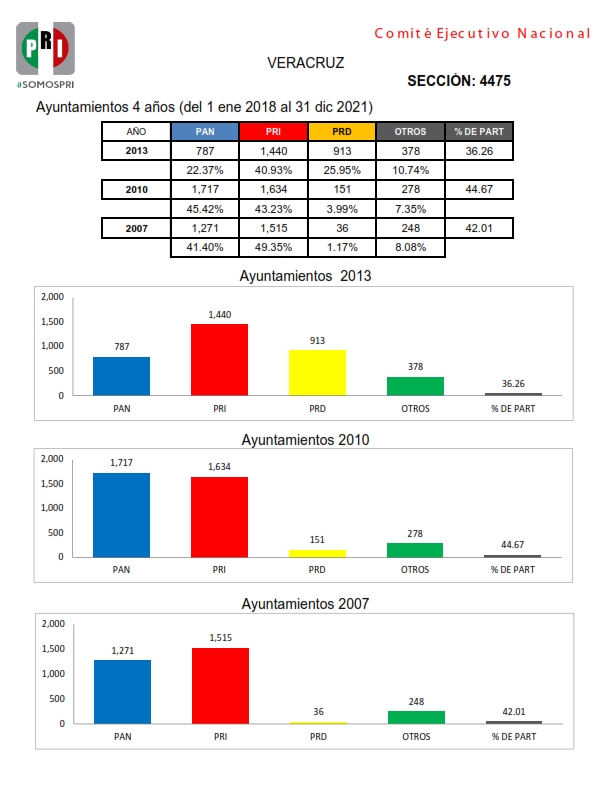 Comité Ejecutivo Nacional
PRI
#SOMOSPRI
VERACRUZ
SECCIÓN: 4475
Ayuntamientos 4 años (del 1 ene 2018 al 31 dic 2021)
AÑO PAN PRI PRD OTROS % DE PART
2013 787 1,440 913 378 36.26
22.37% 40.93% 25.95% 10.74%
2010 1,717 1,634 151 278 44.67
45.42% 43.23% 3.99% 7.35%
2007 1,271 1,515 36 248 42.01
41.40% 49.35% 1.17% 8.08%
Ayuntamientos 2013
2,000
1,500
1,000
500
0
787 1,440 913 378 36.26
PAN PRI PRD OTROS % DE PART
Ayuntamientos 2010
2,000
1,500
1,000
500
0
1,717 1,634 151 278 44.67
PAN PRI PRD OTROS % DE PART
Ayuntamientos 2007
2,000
1,500
1,000
500
0
1,271 1,515 36 248 42.01
PAN PRI PRD OTROS % DE PART